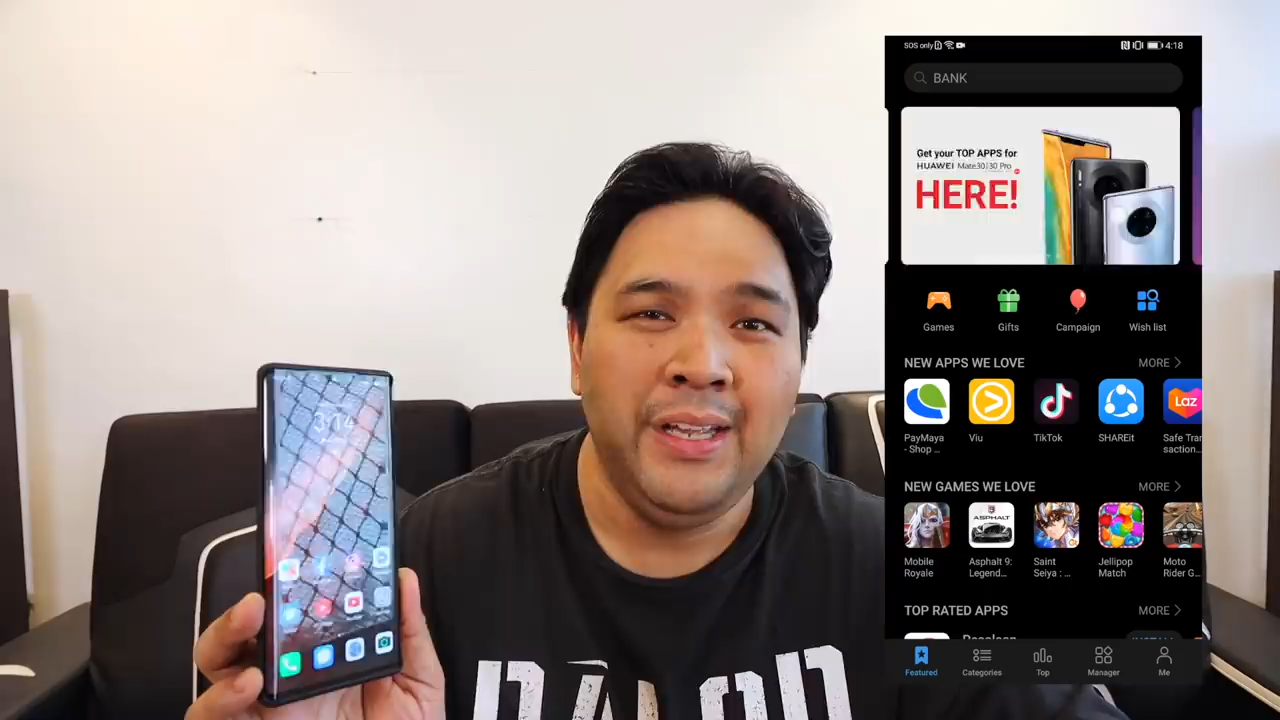 SOS only
4:18
BANK
Get your TOP APPS for
HUAWEI Mate30|30 Pro
HERE!
Games
Gifts
Campaign
Wish list
NEW APPS WE LOVE
MORE
Laz
PayMaya
- Shop ...
Viu
TikTok
SHAREit
Safe Tran
saction...
NEW GAMES WE LOVE
MORE
ASPHALT
Mobile
Royale
Asphalt 9:
Legend...
Saint
Seiya : ...
Jellipop
Match
Moto
Rider G...
TOP RATED APPS
MORE
Featured
Categories
Top
Manager
Me
3:14